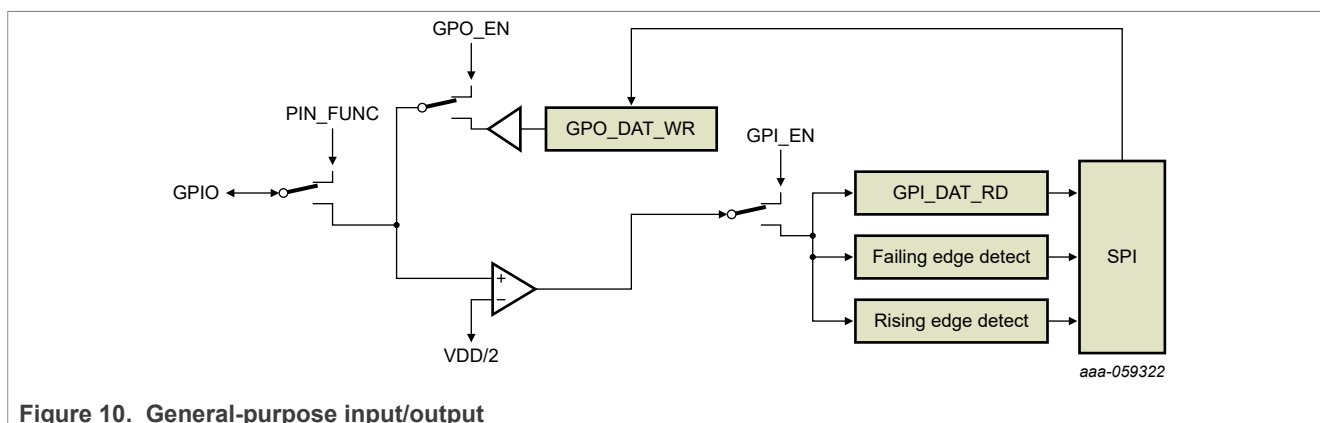 GPO_EN
PIN_FUNC
GPO_DAT_WR
GPI_EN
GPIO
GPI_DAT_RD
Failing edge detect
SPI
+
−
Rising edge detect
VDD/2
aaa-059322
Figure 10. General-purpose input/output